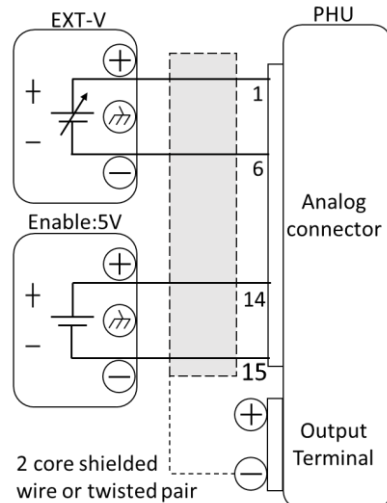 EXT-V
PHU
+
+
1
−
6
−
Analog
connector
Enable:5V
+
+
14
−
15
−
+
Output
Terminal
−
2 core shielded
wire or twisted pair